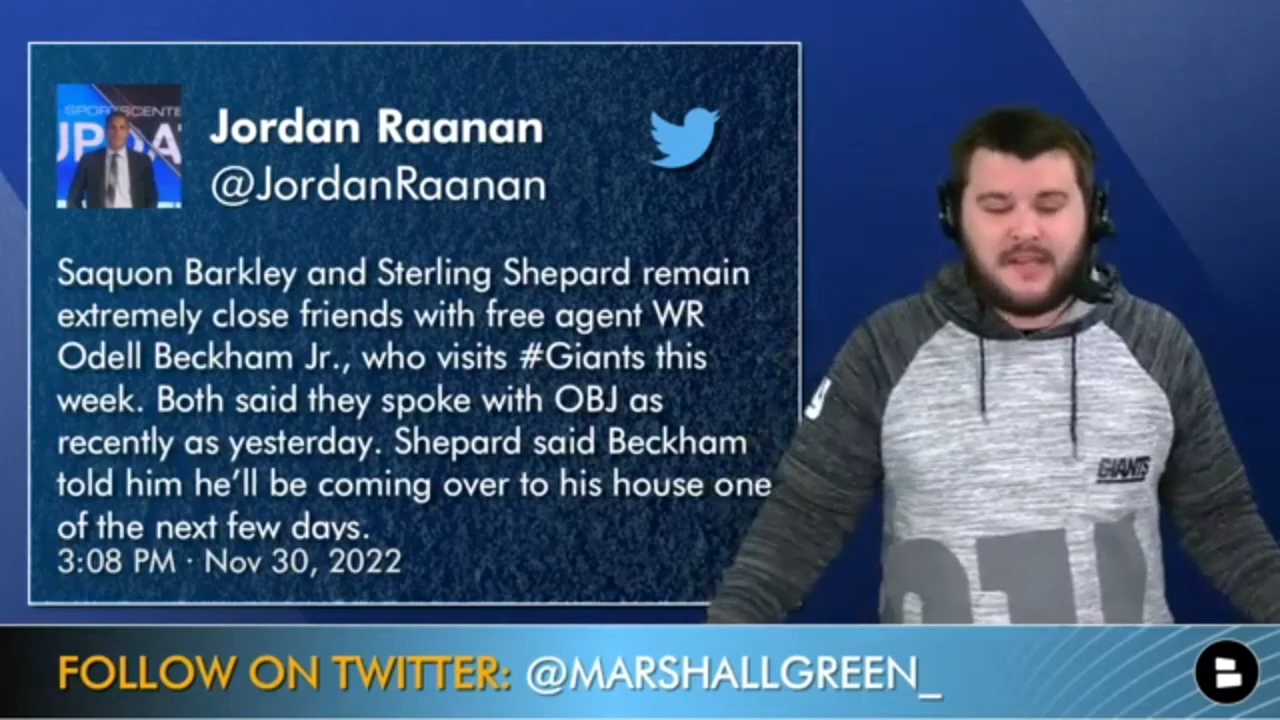 SPORTSCENTE
UPDA
Jordan Raanan
@JordanRaanan
Saquon Barkley and Sterling Shepard remain
extremely close friends with free agent WR
Odell Beckham Jr., who visits #Giants this
week. Both said they spoke with OBJ as
recently as yesterday. Shepard said Beckham
told him he'll be coming over to his house one
of the next few days.
3:08 PM · Nov 30, 2022
GIANTS
FOLLOW ON TWITTER: @MARSHALLGREEN_